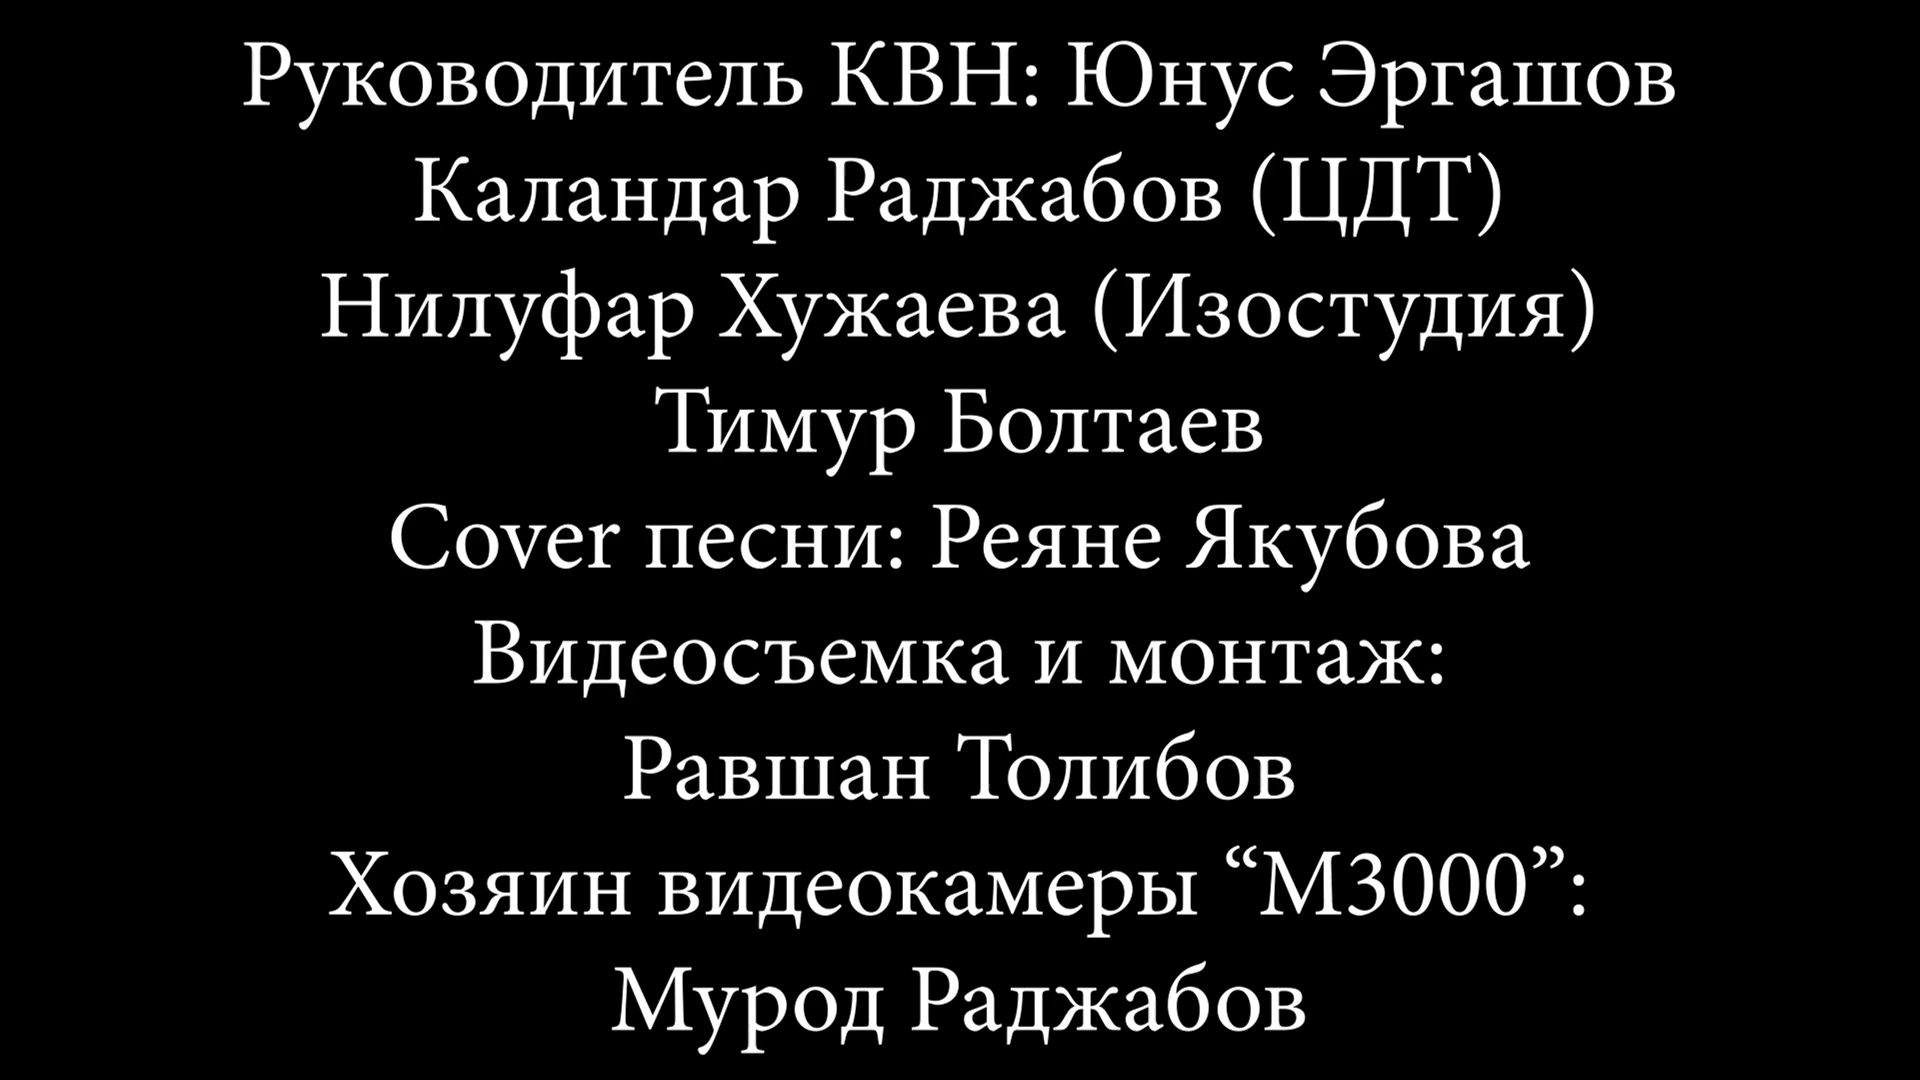 Руководитель КВН: Юнус Эргашов
Каландар Раджабов (ЦДТ)
Нилуфар Хужаева (Изостудия)
Тимур Болтаев
Cover песни: Реяне Якубова
Видеосъемка и монтаж:
Равшан Толибов
Хозяин видеокамеры “М3000”:
Мурод Раджабов